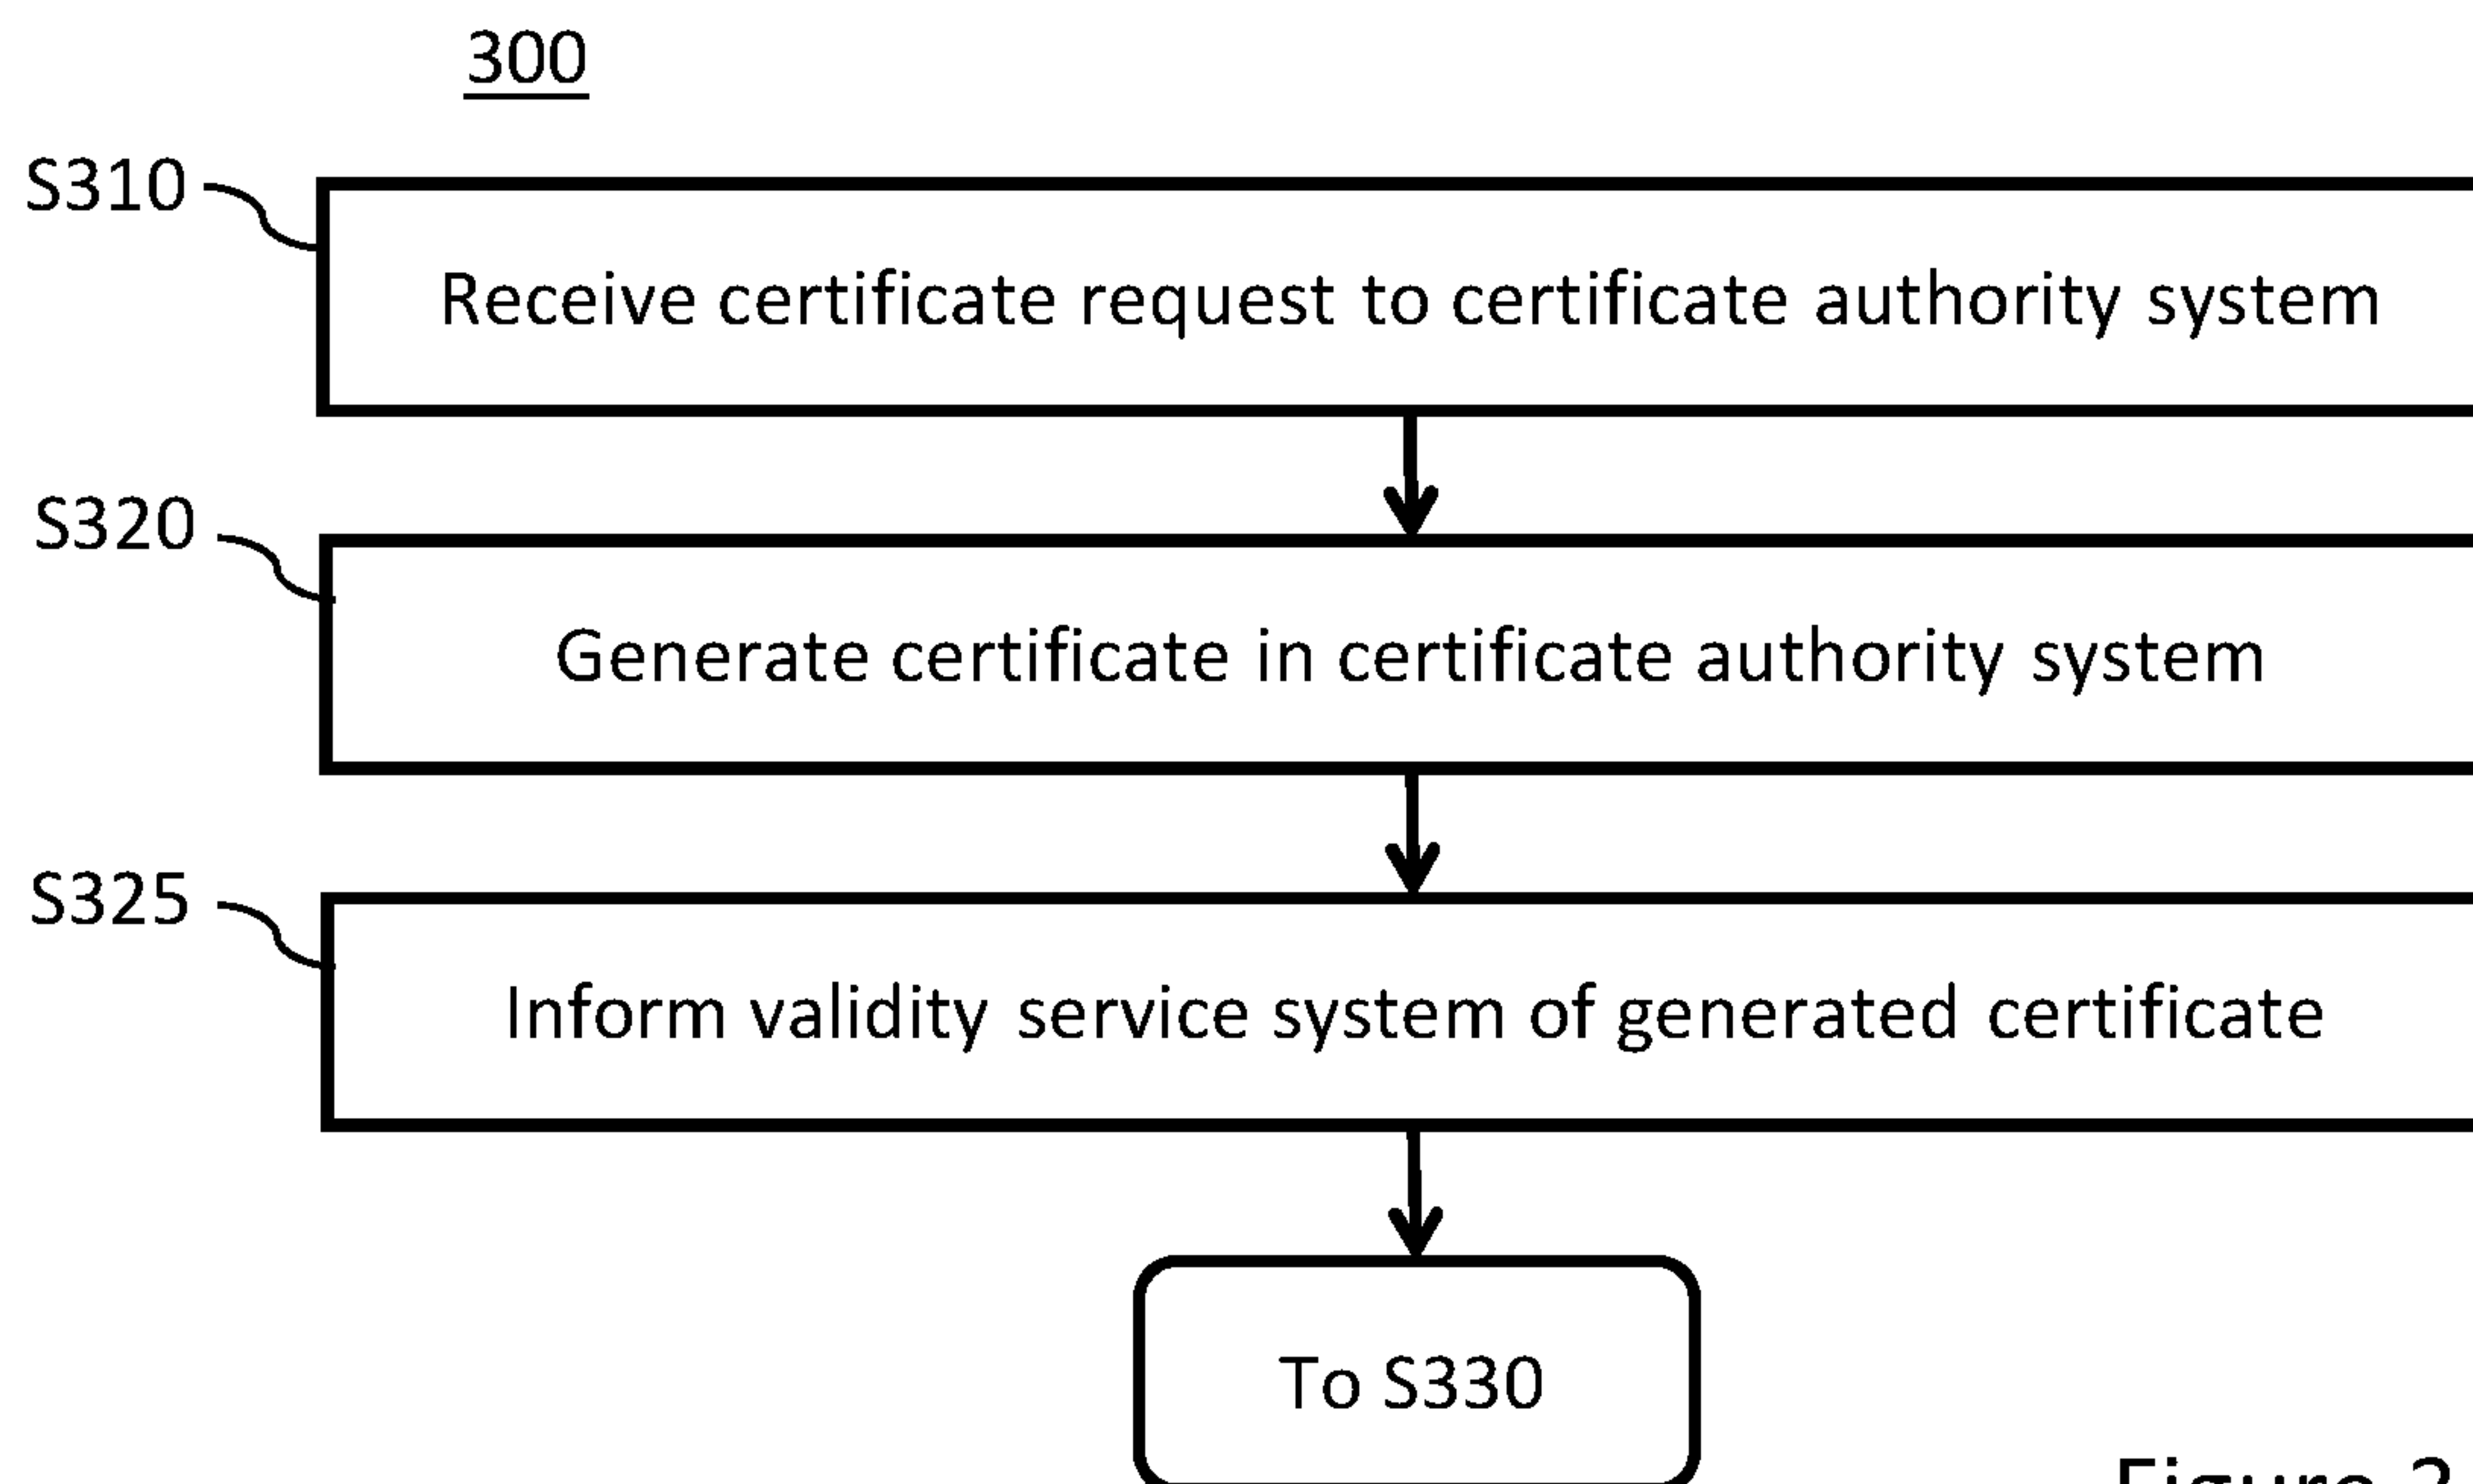 300
S310
Receive certificate request to certificate authority system
S320
Generate certificate in certificate authority system
S325
Inform validity service system of generated certificate
To S330
Figure